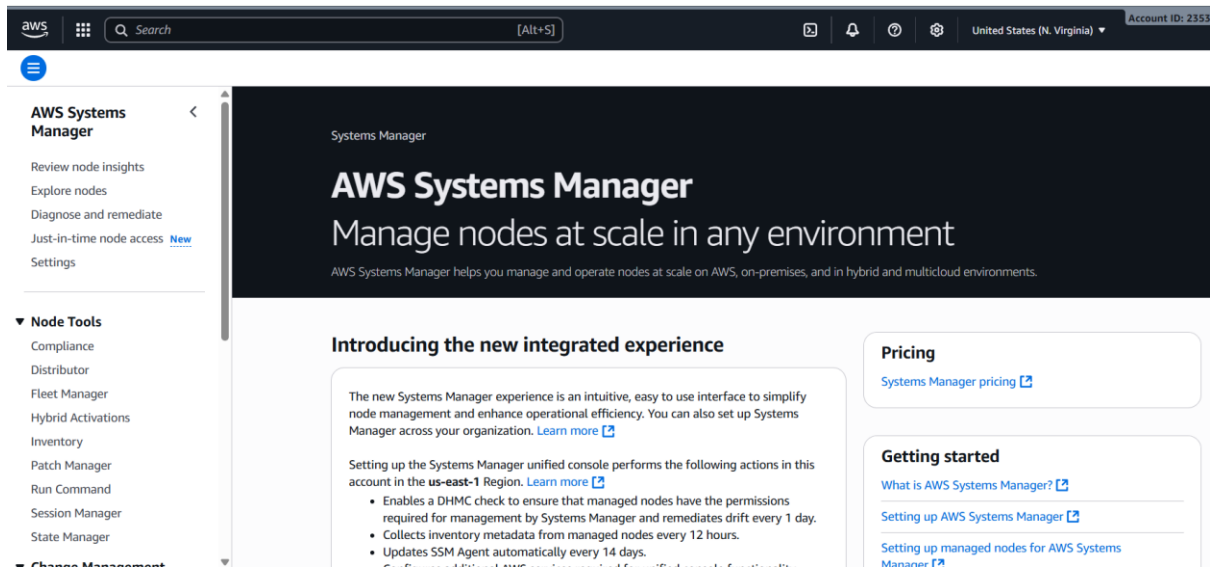 aws
Search
[Alt+S]
United States (N. Virginia)
Account ID: 2353
AWS Systems
Manager
Review node insights
Explore nodes
Diagnose and remediate
Just-in-time node access New
Settings
Node Tools
Compliance
Distributor
Fleet Manager
Hybrid Activations
Inventory
Patch Manager
Run Command
Session Manager
State Manager
Change Management
Systems Manager
AWS Systems Manager
Manage nodes at scale in any environment
AWS Systems Manager helps you manage and operate nodes at scale on AWS, on-premises, and in hybrid and multicloud environments.
Introducing the new integrated experience
The new Systems Manager experience is an intuitive, easy to use interface to simplify
node management and enhance operational efficiency. You can also set up Systems
Manager across your organization. Learn more
Setting up the Systems Manager unified console performs the following actions in this
account in the us-east-1 Region. Learn more
• Enables a DHMC check to ensure that managed nodes have the permissions
required for management by Systems Manager and remediates drift every 1 day.
• Collects inventory metadata from managed nodes every 12 hours.
• Updates SSM Agent automatically every 14 days.
Pricing
Systems Manager pricing
Getting started
What is AWS Systems Manager?
Setting up AWS Systems Manager
Setting up managed nodes for AWS Systems
Manager